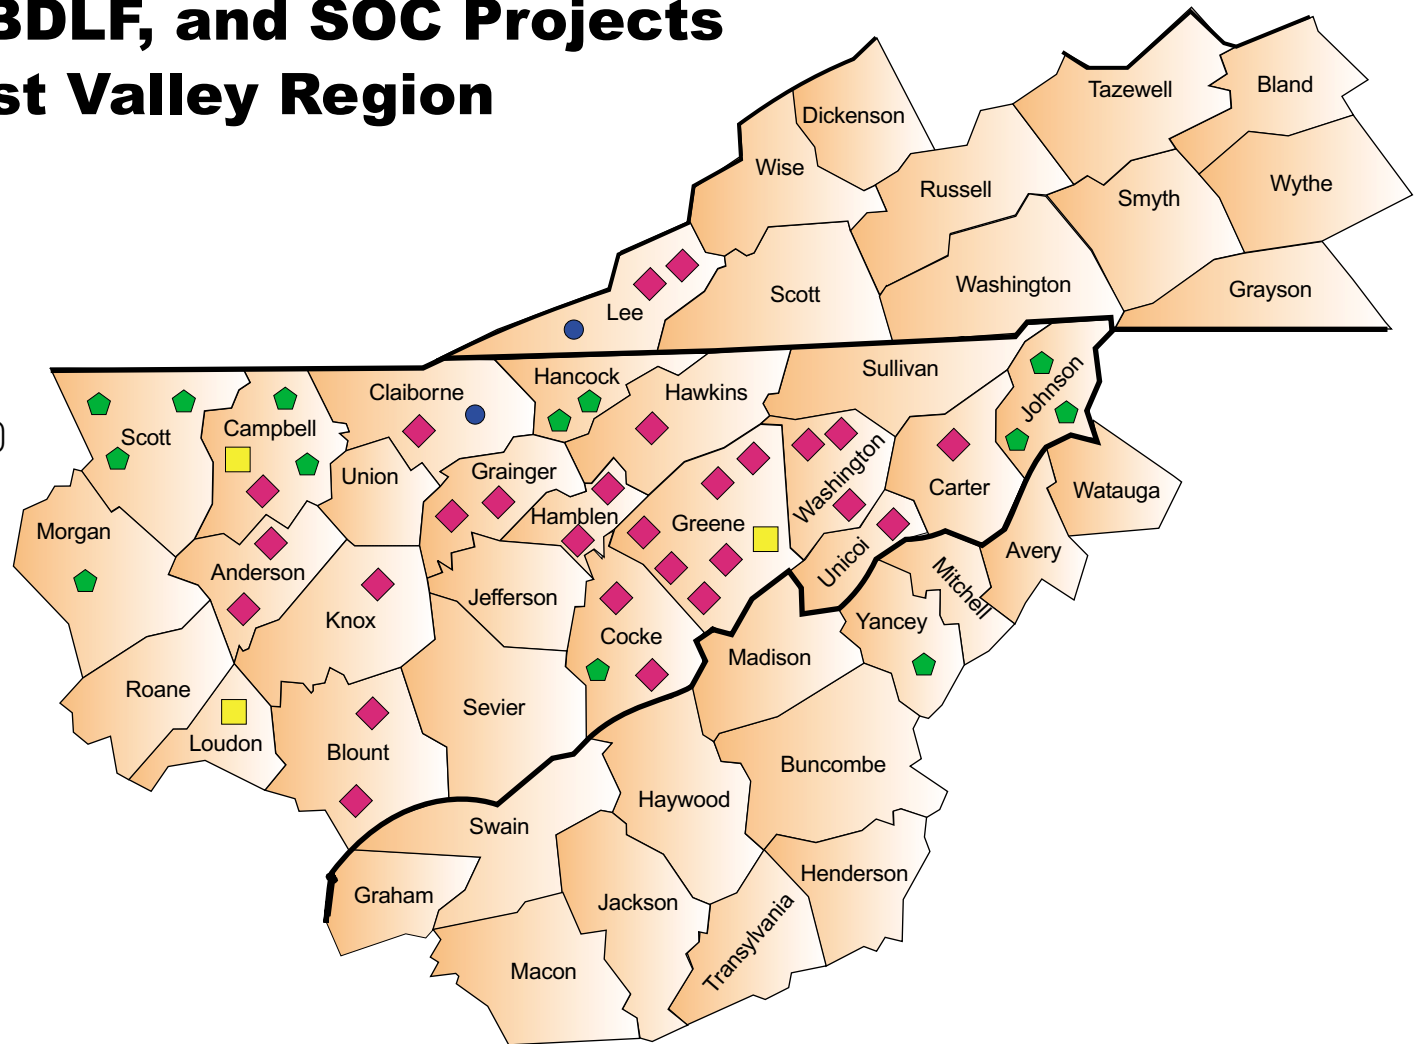 BDLF, and SOC Projects
st Valley Region
Tazewell
Bland
Dickenson
Wise
Russell
Smyth
Wythe
Lee
Scott
Washington
Grayson
Sullivan
Johnson
Hancock
Claiborne
Hawkins
Scott
Campbell
Union
Grainger
Hamblen
Greene
Washington
Carter
Watauga
Morgan
Anderson
Knox
Jefferson
Cocke
Unicoi
Mitchell
Avery
Yancey
Madison
Roane
Loudon
Blount
Sevier
Buncombe
Haywood
Swain
Henderson
Graham
Jackson
Transylvania
Macon